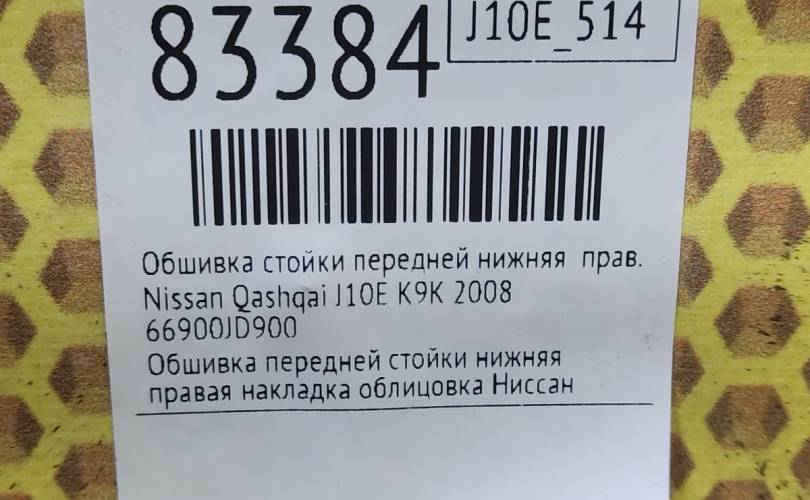 83384
J10E_514
Обшивка стойки передней нижняя прав.
Nissan Qashqai J10E K9K 2008
66900JD900
Обшивка передней стойки нижняя
правая накладка облицовка Ниссан